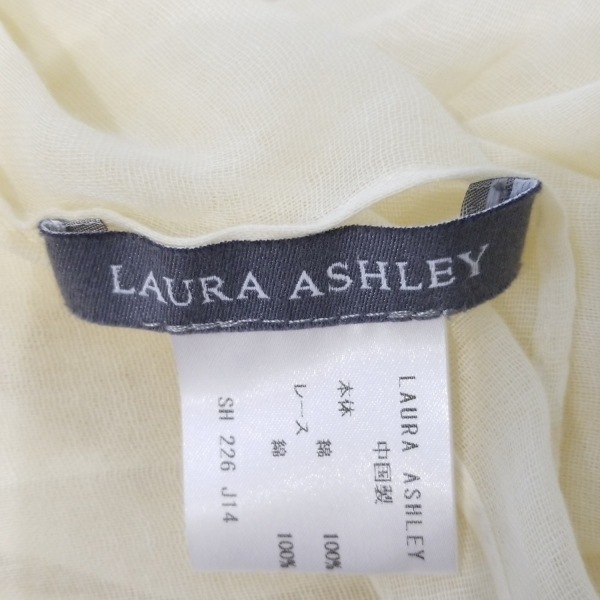 LAURA ASHLEY
LAURA ASHLEY
中国製
本体 綿 100%
レース 綿 100%
SH 226 J14